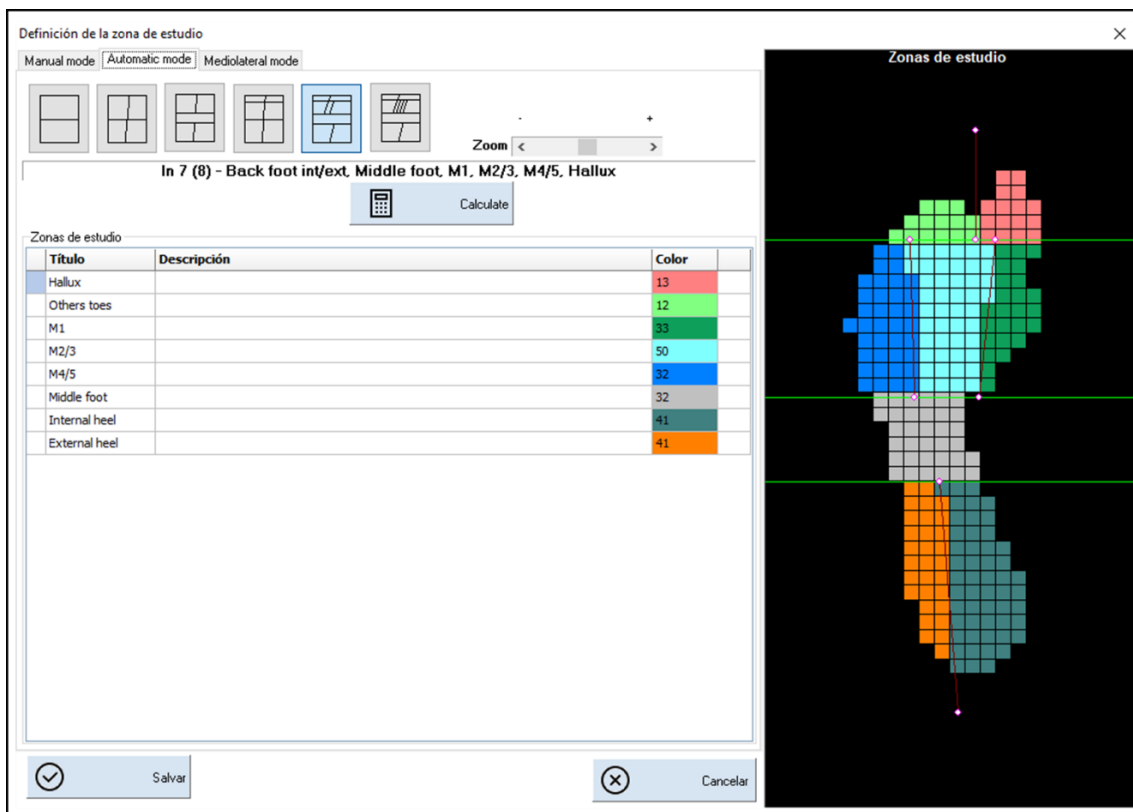 Definición de la zona de estudio
Manual mode Automatic mode Mediolateral mode
Zonas de estudio
- +
Zoom
In 7 (8) - Back foot int/ext, Middle foot, M1, M2/3, M4/5, Hallux
Calculate
Zonas de estudio
Título Descripción Color
Hallux 13
Others toes 12
M1 33
M2/3 50
M4/5 32
Middle foot 32
Internal heel 41
External heel 41
Salvar
Cancelar